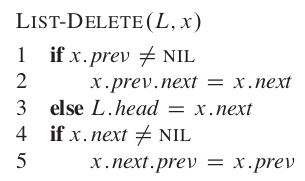 LIST-DELETE(L, x)
1 if x.prev ≠ NIL
2 x.prev.next = x.next
3 else L.head = x.next
4 if x.next ≠ NIL
5 x.next.prev = x.prev